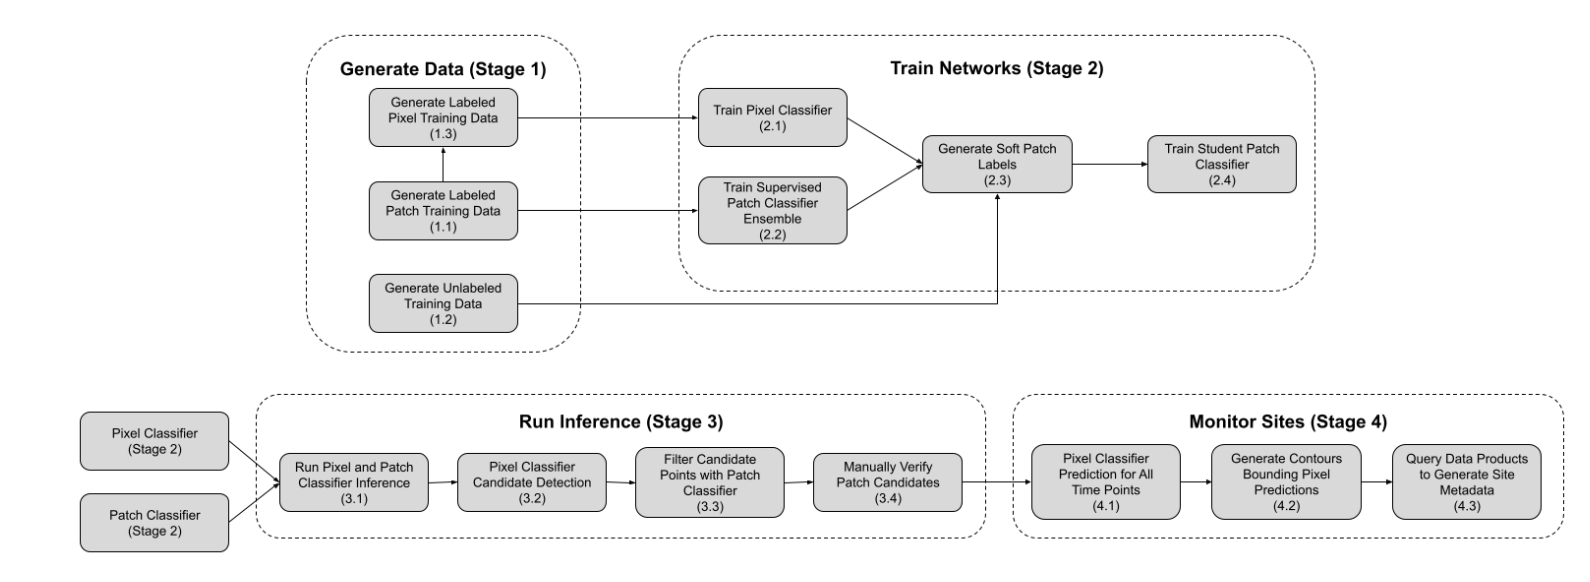 Generate Data (Stage 1)
Generate Labeled
Pixel Training Data
(1.3)
Generate Labeled
Patch Training Data
(1.1)
Generate Unlabeled
Training Data
(1.2)
Train Networks (Stage 2)
Train Pixel Classifier
(2.1)
Train Supervised
Patch Classifier
Ensemble
(2.2)
Generate Soft Patch
Labels
(2.3)
Train Student Patch
Classifier
(2.4)
Pixel Classifier
(Stage 2)
Patch Classifier
(Stage 2)
Run Inference (Stage 3)
Run Pixel and Patch
Classifier Inference
(3.1)
Pixel Classifier
Candidate Detection
(3.2)
Filter Candidate
Points with Patch
Classifier
(3.3)
Manually Verify
Patch Candidates
(3.4)
Monitor Sites (Stage 4)
Pixel Classifier
Prediction for All
Time Points
(4.1)
Generate Contours
Bounding Pixel
Predictions
(4.2)
Query Data Products
to Generate Site
Metadata
(4.3)